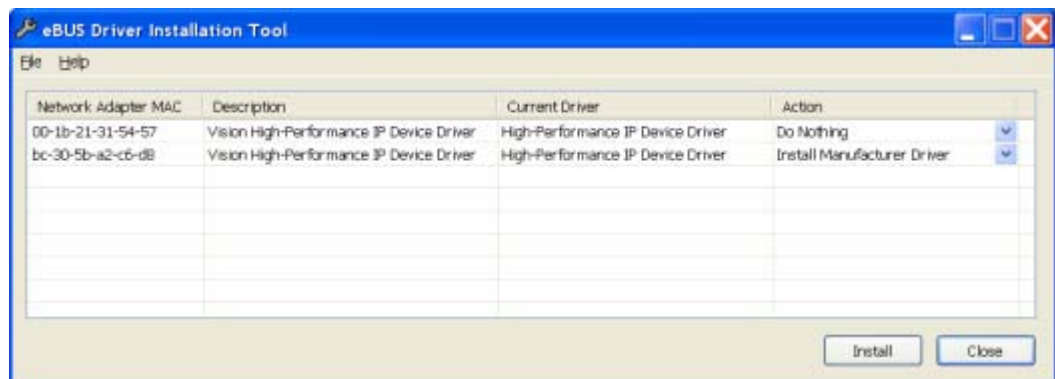 eBUS Driver Installation Tool
File Help
Network Adapter MAC Description Current Driver Action
00-1b-21-31-54-57 Vision High-Performance IP Device Driver High-Performance IP Device Driver Do Nothing
bc-30-5b-a2-c6-d8 Vision High-Performance IP Device Driver High-Performance IP Device Driver Install Manufacturer Driver
Install Close